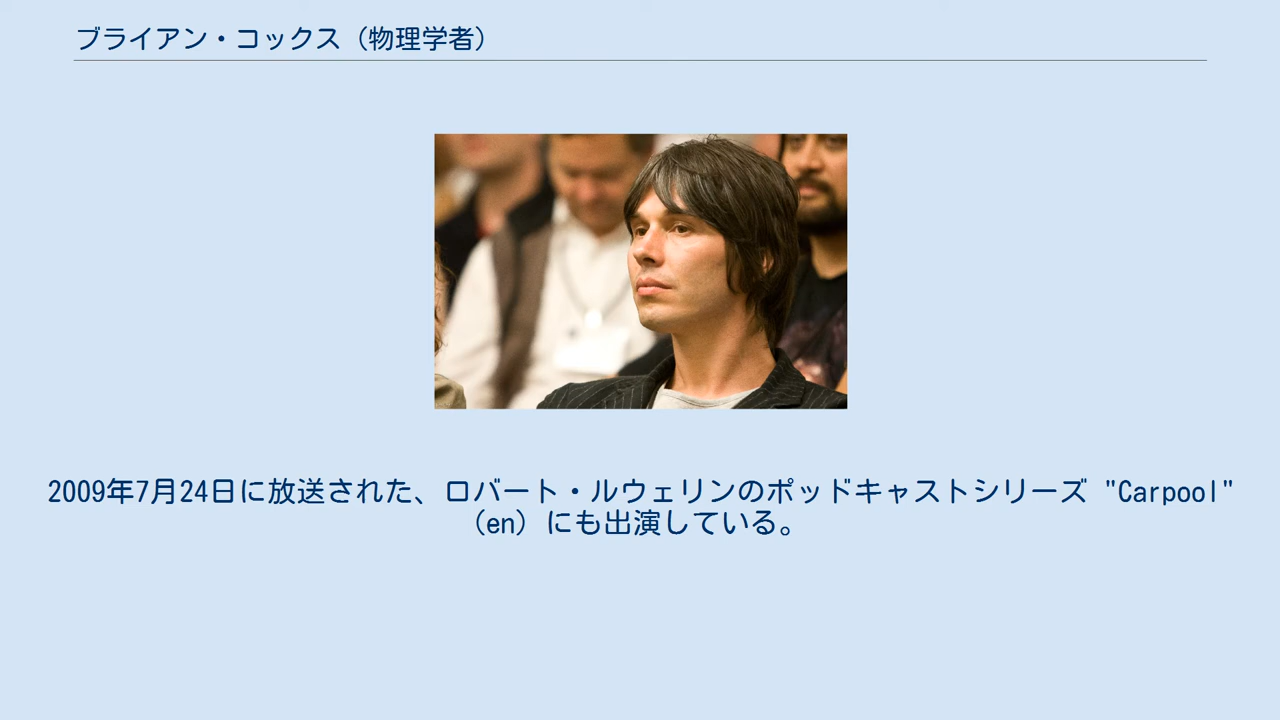 ブライアン・コックス（物理学者）
2009年7月24日に放送された、ロバート・ルウェリンのポッドキャストシリーズ "Carpool"
（en）にも出演している。